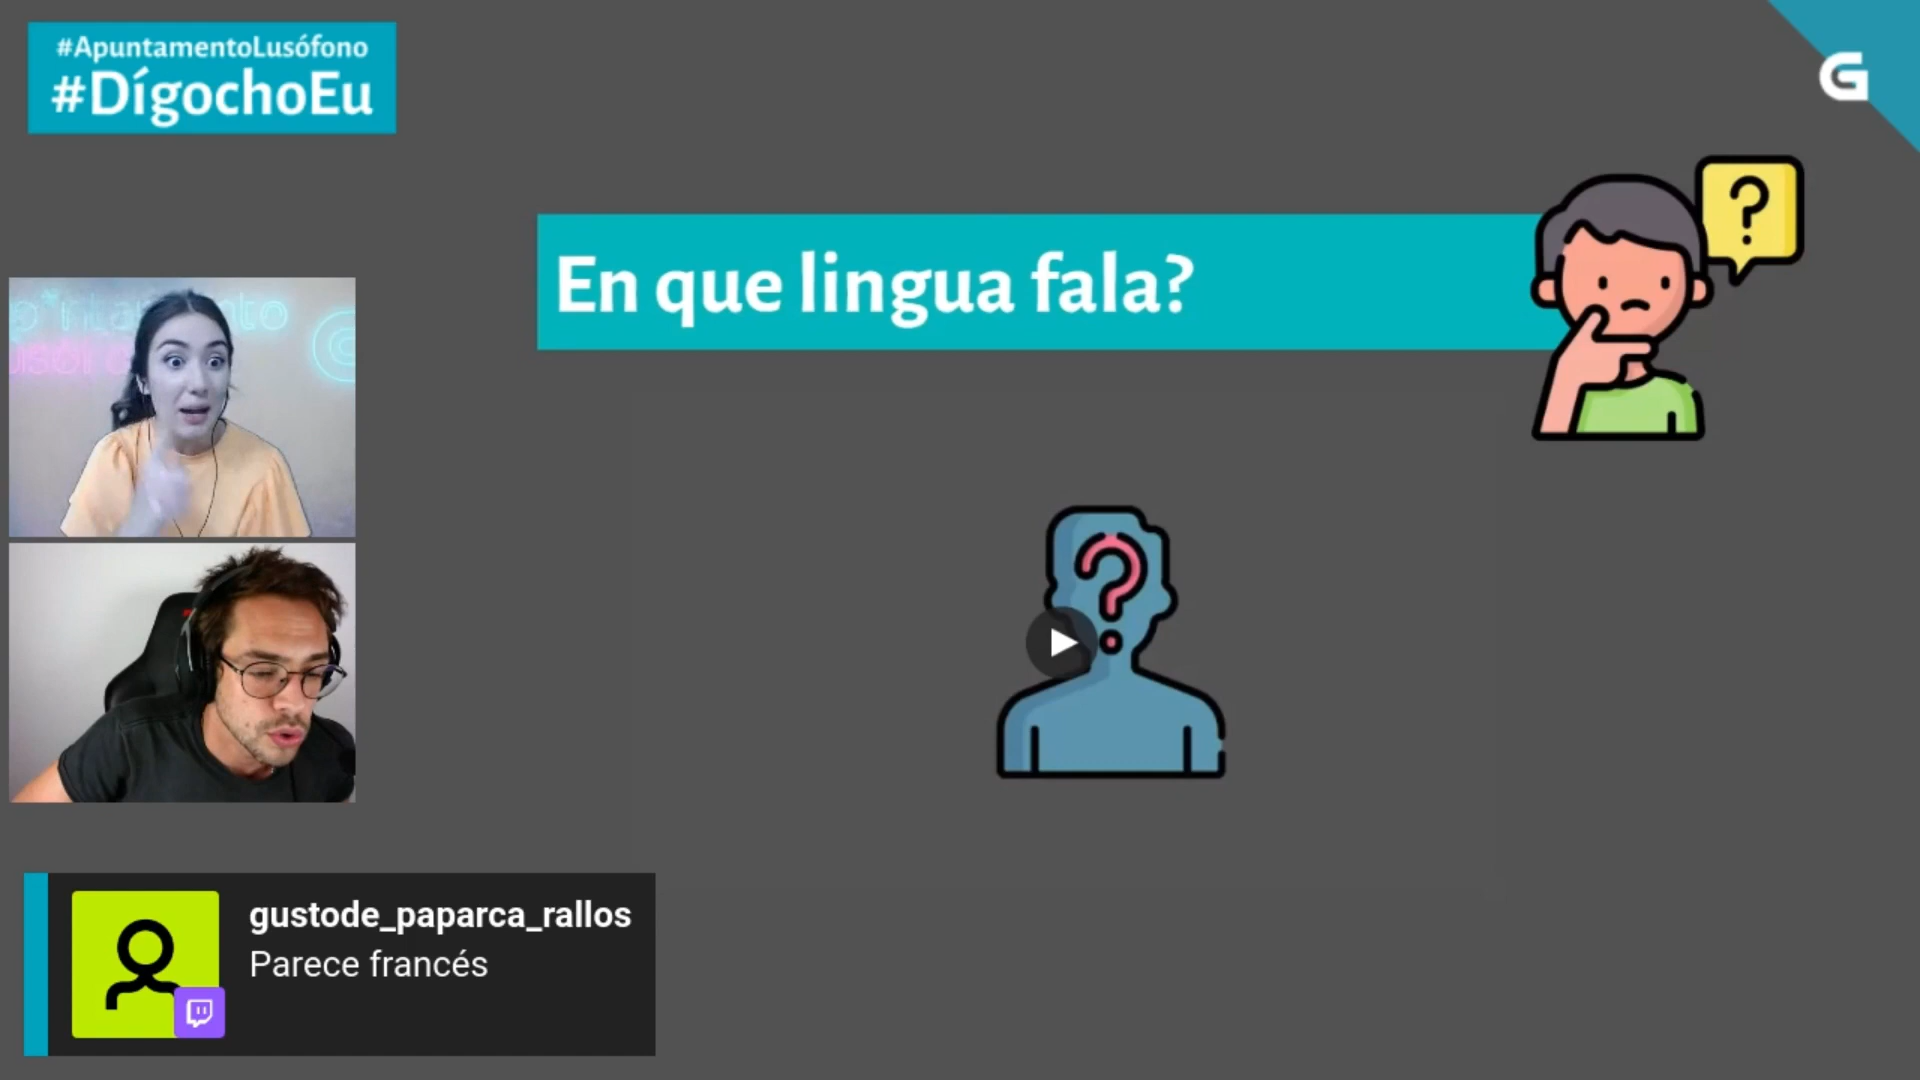 #ApuntamentoLusófono
#DígochoEu
En que lingua fala?
gustode_paparca_rallos
Parece francés